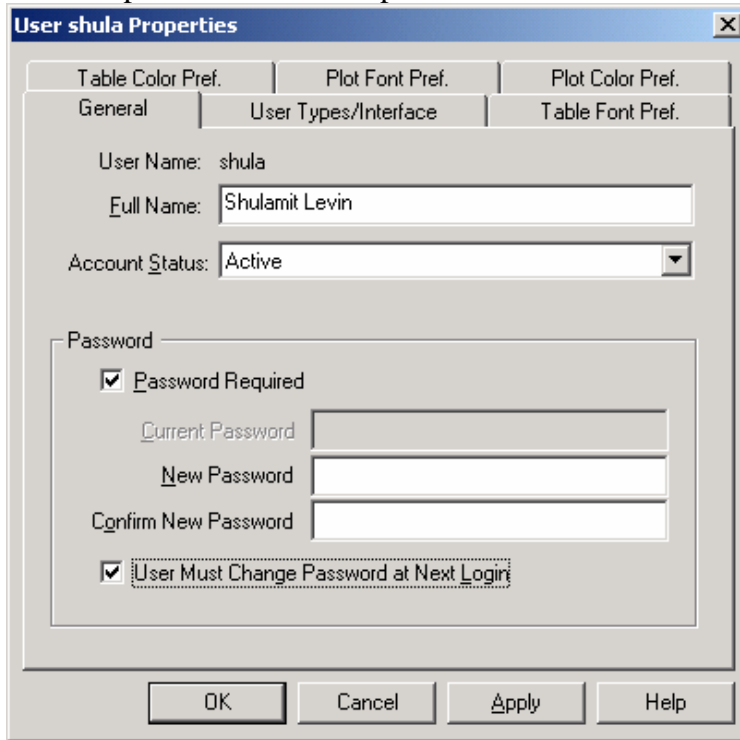 User shula Properties
Table Color Pref. Plot Font Pref. Plot Color Pref.
General User Types/Interface Table Font Pref.
User Name: shula
Full Name: Shulamit Levin
Account Status: Active
Password
Password Required
Current Password
New Password
Confirm New Password
User Must Change Password at Next Login
OK Cancel Apply Help